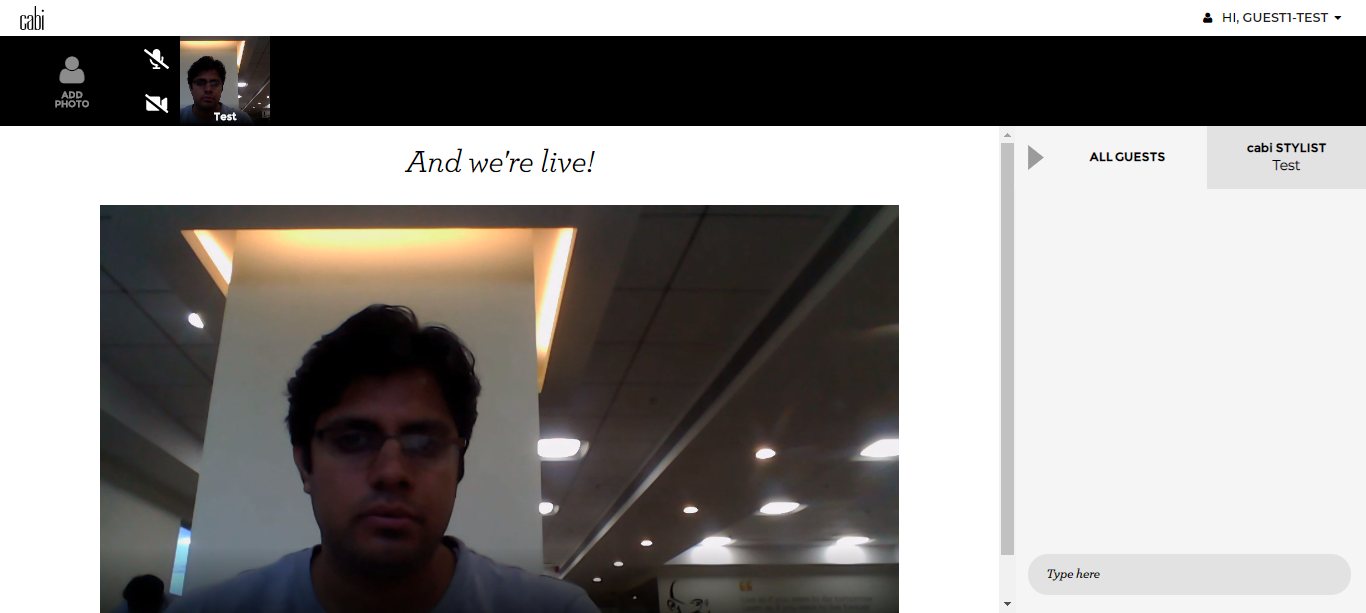 cabi
HI, GUEST1-TEST
ADD
PHOTO
Test
And we're live!
ALL GUESTS
cabi STYLIST
Test
Type here